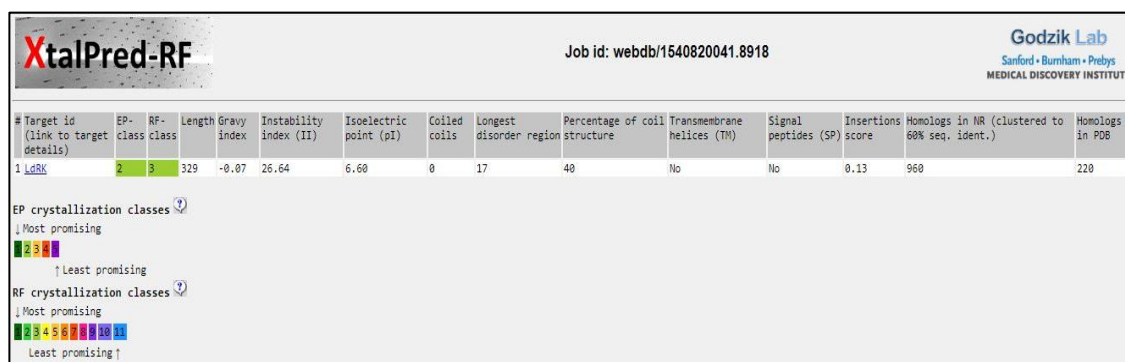 XtalPred-RF
Job id: webdb/1540820041.8918
Godzik Lab
Sanford • Burnham • Prebys
MEDICAL DISCOVERY INSTITUT
# Target id (link to target details) EP-class RF-class Length Gravy index Instability index (II) Isoelectric point (pI) Coiled coils Longest disorder region Percentage of coil structure Transmembrane helices (TM) Signal peptides (SP) Insertions score Homologs in NR (clustered to 60% seq. ident.) Homologs in PDB
1 LdRK 2 3 329 -0.07 26.64 6.60 0 17 40 No No 0.13 960 220
EP crystallization classes ?
↓Most promising
1 2 3 4 5
↑Least promising
RF crystallization classes ?
↓Most promising
1 2 3 4 5 6 7 8 9 10 11
Least promising↑